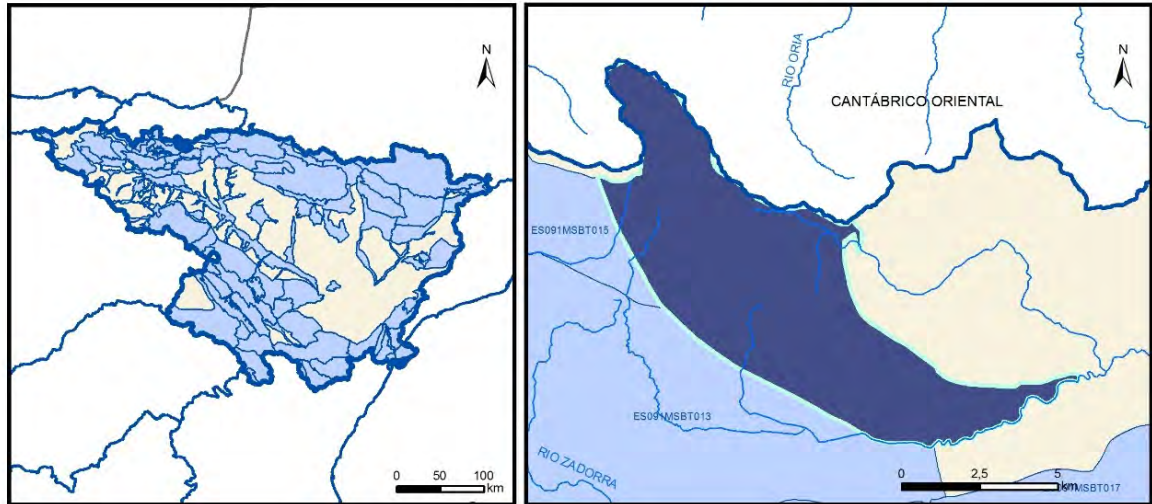 N
0 50 100
km
N
RIO ORIA
CANTÁBRICO ORIENTAL
ES091MSBT015
ES091MSBT013
RIO ZADORRA
0 2,5 5
km
MSBT017